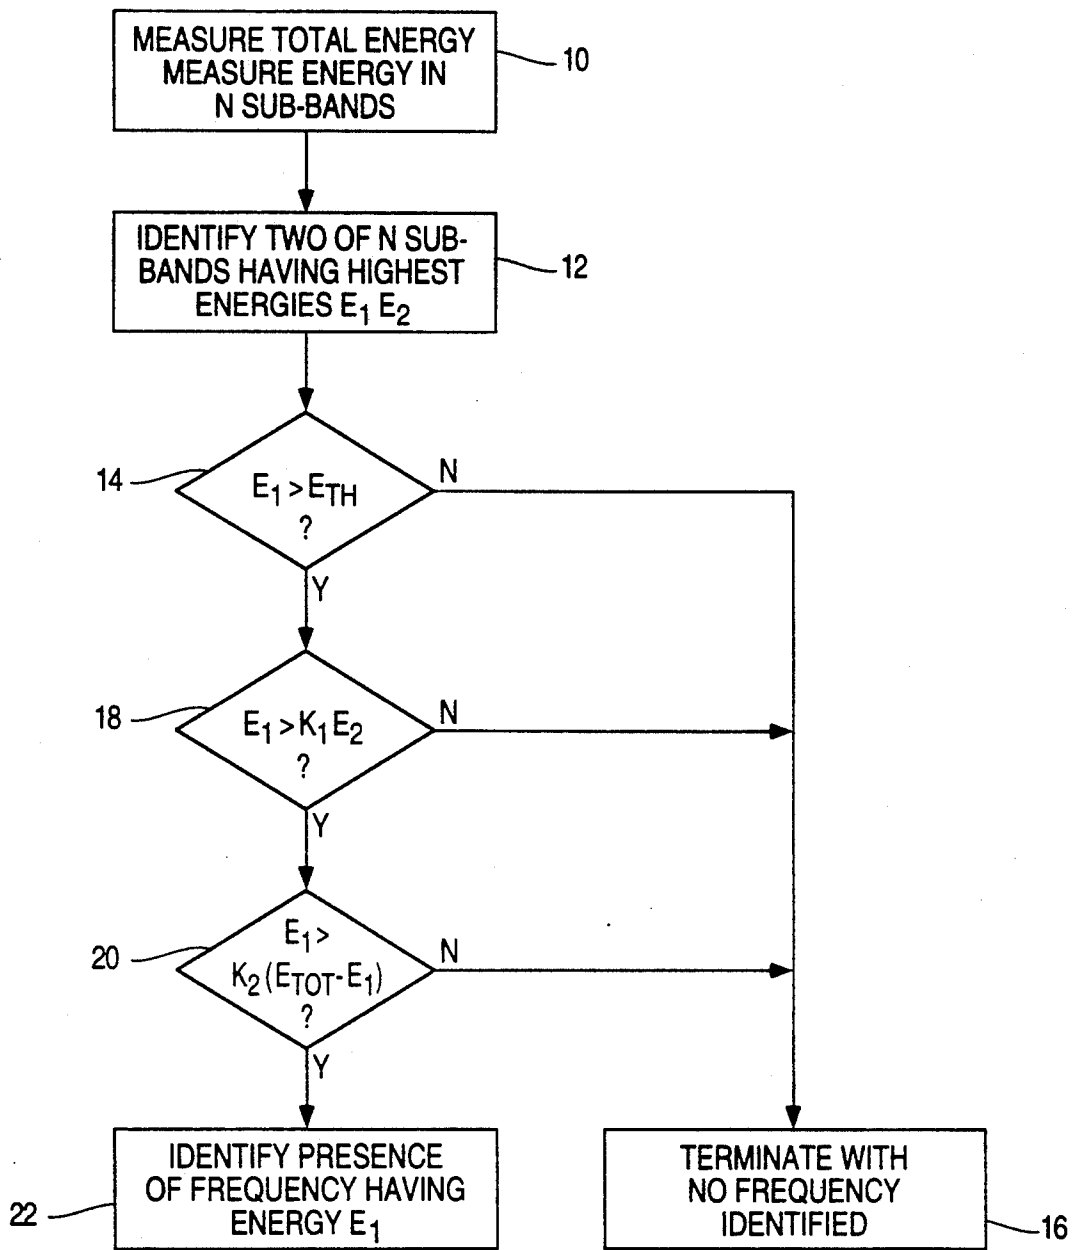 MEASURE TOTAL ENERGY
MEASURE ENERGY IN
N SUB-BANDS
10
IDENTIFY TWO OF N SUB-
BANDS HAVING HIGHEST
ENERGIES E1 E2
12
14
E1 > ETH
?
N
Y
18
E1 > K1 E2
?
N
Y
20
E1 >
K2 (ETOT-E1)
?
N
Y
IDENTIFY PRESENCE
OF FREQUENCY HAVING
ENERGY E1
22
TERMINATE WITH
NO FREQUENCY
IDENTIFIED
16